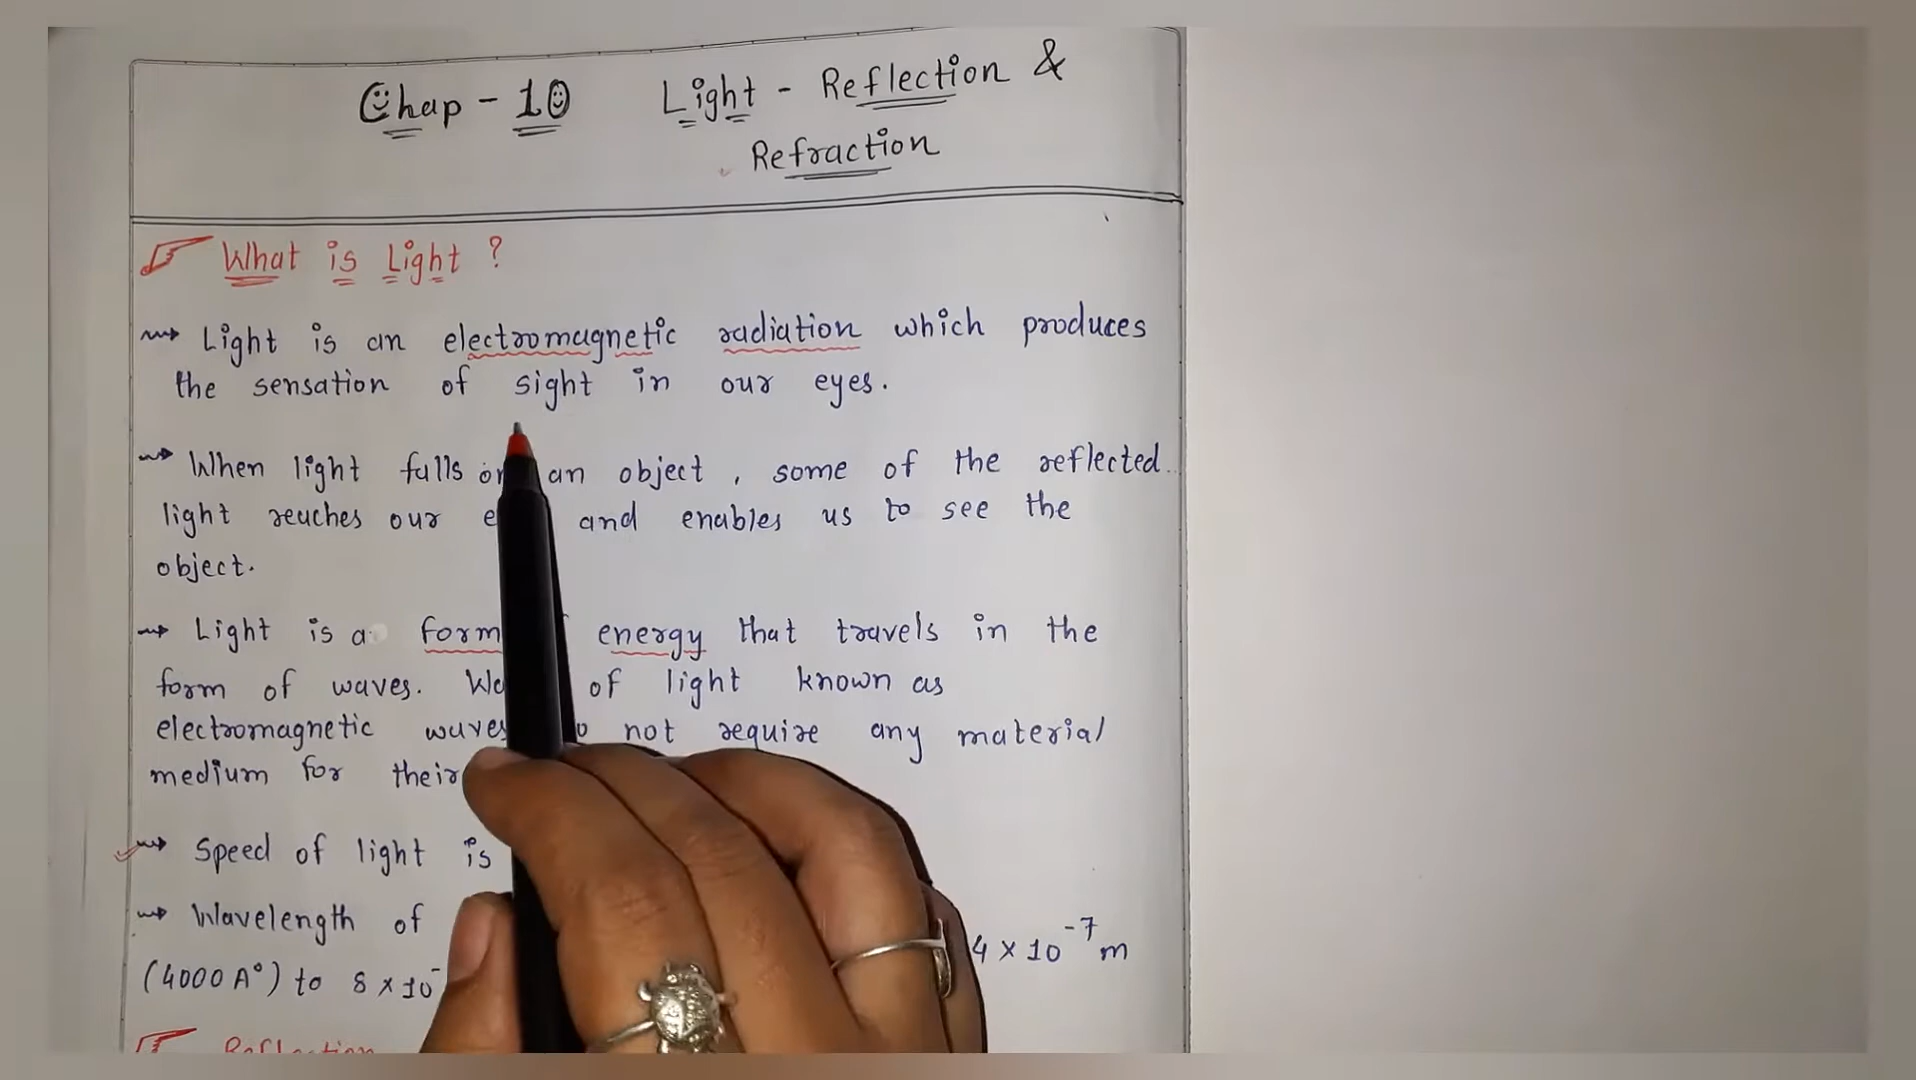 Chap - 10 Light - Reflection &
Refraction
What is Light ?
Light is an electromagnetic radiation which produces
the sensation of sight in our eyes.
When light falls an object , some of the reflected
light reaches our and enables us to see the
object.
Light is a form energy that travels in the
form of waves. of light known as
electromagnetic waves not require any material
medium for their
Speed of light is
Wavelength of 4 x 10⁻⁷ m
(4000 A°) to 8 x 10⁻
Reflection